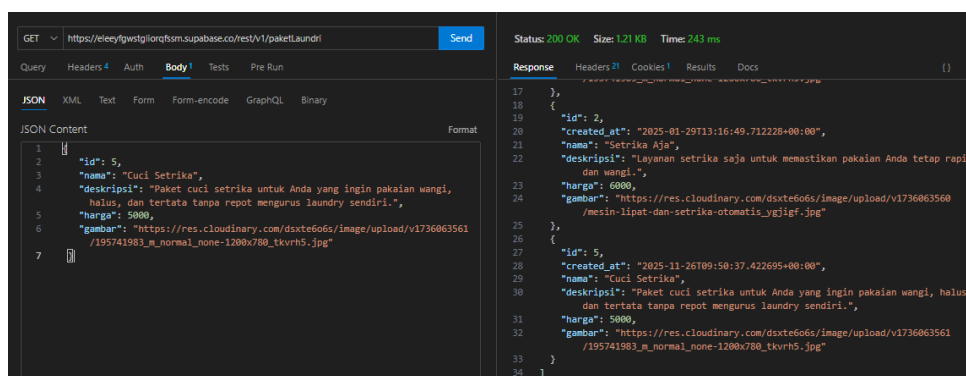 GET https://eleeyfgwstgliorqfssm.supabase.co/rest/v1/paketLaundri Send
Query Headers 4 Auth Body 1 Tests Pre Run
JSON XML Text Form Form-encode GraphQL Binary
JSON Content Format
1 {
2 "id": 5,
3 "nama": "Cuci Setrika",
4 "deskripsi": "Paket cuci setrika untuk Anda yang ingin pakaian wangi,
halus, dan tertata tanpa repot mengurus laundry sendiri.",
5 "harga": 5000,
6 "gambar": "https://res.cloudinary.com/dsxte6o6s/image/upload/v1736063561
/195741983_m_normal_none-1200x780_tkvrh5.jpg"
7 }
Status: 200 OK Size: 1.21 KB Time: 243 ms
Response Headers 21 Cookies 1 Results Docs {}
17 },
18 {
19 "id": 2,
20 "created_at": "2025-01-29T13:16:49.712228+00:00",
21 "nama": "Setrika Aja",
22 "deskripsi": "Layanan setrika saja untuk memastikan pakaian Anda tetap rapi
dan wangi.",
23 "harga": 6000,
24 "gambar": "https://res.cloudinary.com/dsxte6o6s/image/upload/v1736063560
/mesin-lipat-dan-setrika-otomatis_ygjigf.jpg"
25 },
26 {
27 "id": 5,
28 "created_at": "2025-11-26T09:50:37.422695+00:00",
29 "nama": "Cuci Setrika",
30 "deskripsi": "Paket cuci setrika untuk Anda yang ingin pakaian wangi, halus
dan tertata tanpa repot mengurus laundry sendiri.",
31 "harga": 5000,
32 "gambar": "https://res.cloudinary.com/dsxte6o6s/image/upload/v1736063561
/195741983_m_normal_none-1200x780_tkvrh5.jpg"
33 }
34 ]